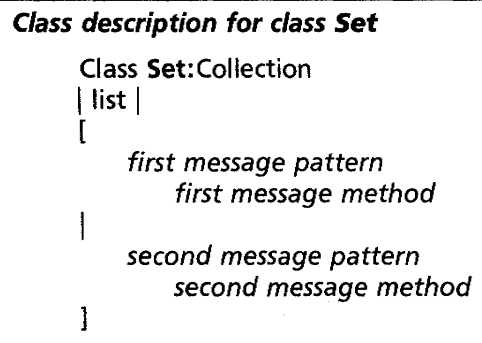 Class description for class Set
Class Set:Collection
| list |
[
first message pattern
first message method
|
second message pattern
second message method
]